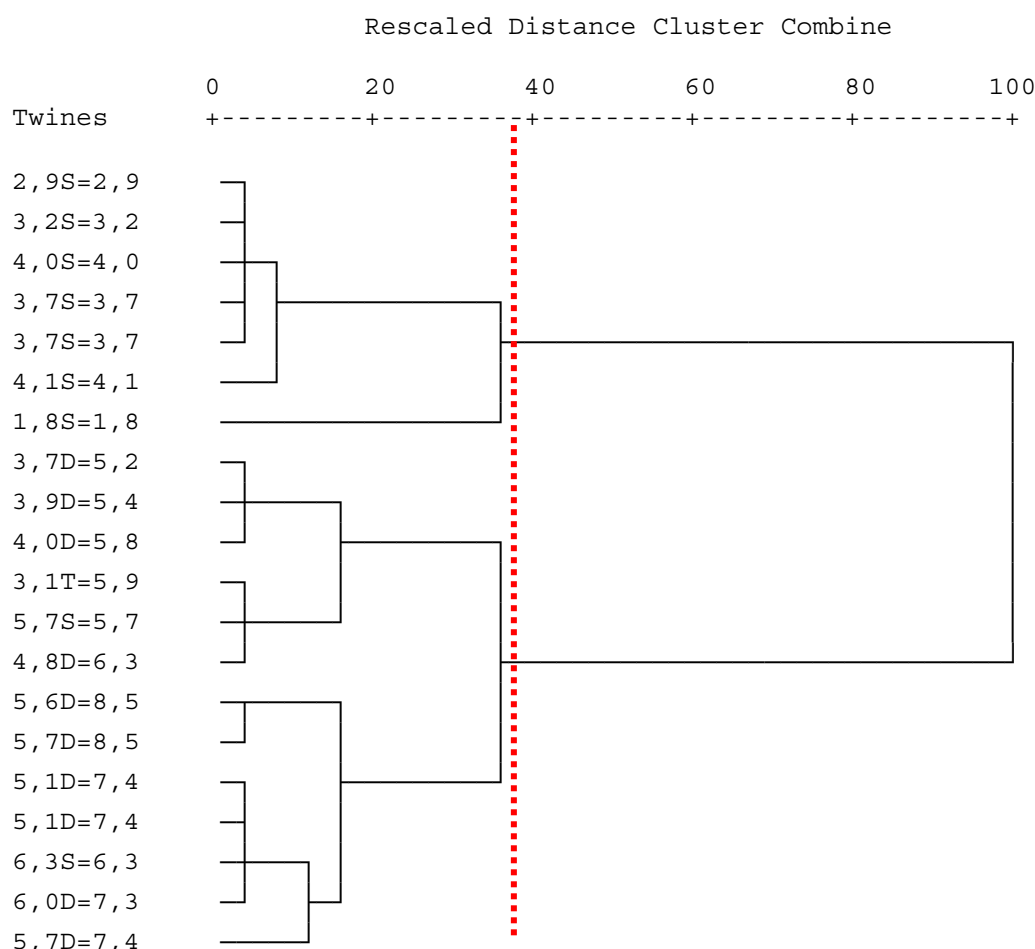 Rescaled Distance Cluster Combine
0 20 40 60 80 100
Twines +---------+---------+---------+---------+---------+
2,9S=2,9
3,2S=3,2
4,0S=4,0
3,7S=3,7
3,7S=3,7
4,1S=4,1
1,8S=1,8
3,7D=5,2
3,9D=5,4
4,0D=5,8
3,1T=5,9
5,7S=5,7
4,8D=6,3
5,6D=8,5
5,7D=8,5
5,1D=7,4
5,1D=7,4
6,3S=6,3
6,0D=7,3
5,7D=7,4